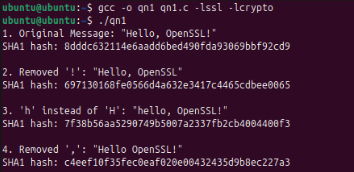 ubuntu@ubuntu:~$ gcc -o qn1 qn1.c -lssl -lcrypto
ubuntu@ubuntu:~$ ./qn1
1. Original Message: "Hello, OpenSSL!"
SHA1 hash: 8dddc632114e6aadd6bed490fda93069bbf92cd9
2. Removed '!': "Hello, OpenSSL"
SHA1 hash: 697130168fe0566d4a632e3417c4465cdbee0065
3. 'h' instead of 'H': "hello, OpenSSL!"
SHA1 hash: 7f38b56aa5290749b5007a2337fb2cb4004400f3
4. Removed ',': "Hello OpenSSL!"
SHA1 hash: c4eef10f35fec0eaf020e00432435d9b8ec227a3